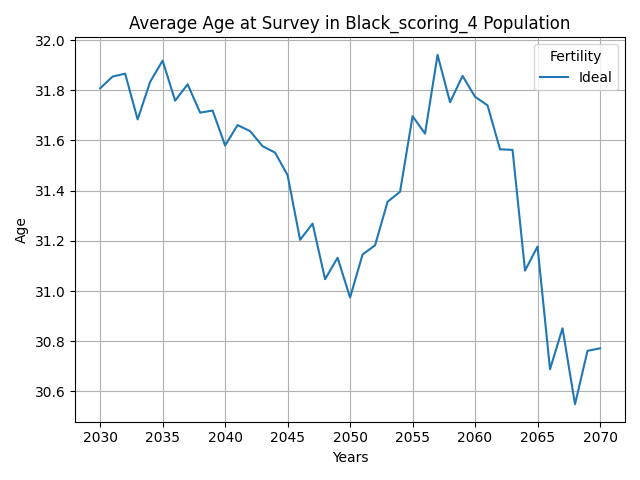 Average Age at Survey in Black_scoring_4 Population
Fertility
Ideal
Age
32.0
31.8
31.6
31.4
31.2
31.0
30.8
30.6
2030 2035 2040 2045 2050 2055 2060 2065 2070
Years